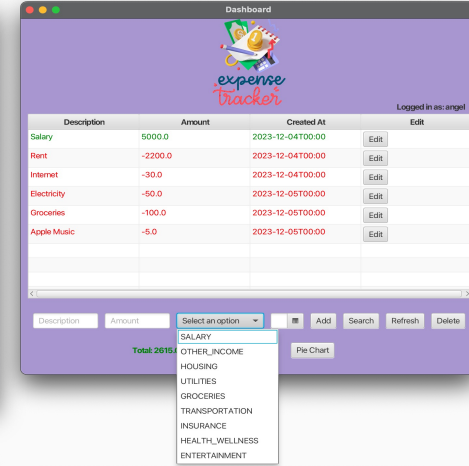 Dashboard
expense
tracker
Logged in as: angel
Description Amount Created At Edit
Salary 5000.0 2023-12-04T00:00 Edit
Rent -2200.0 2023-12-04T00:00 Edit
Internet -30.0 2023-12-04T00:00 Edit
Electricity -50.0 2023-12-05T00:00 Edit
Groceries -100.0 2023-12-05T00:00 Edit
Apple Music -5.0 2023-12-05T00:00 Edit
Description Amount Select an option Add Search Refresh Delete
Total: 2615. Pie Chart
SALARY
OTHER_INCOME
HOUSING
UTILITIES
GROCERIES
TRANSPORTATION
INSURANCE
HEALTH_WELLNESS
ENTERTAINMENT